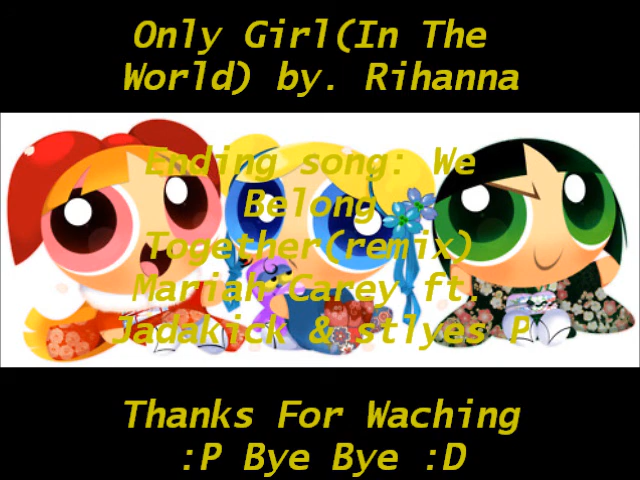 Only Girl(In The
World) by. Rihanna
Ending song: We
Belong
Together(remix)
Mariah Carey ft.
Jadakick & stlyes P
Thanks For Waching
:P Bye Bye :D